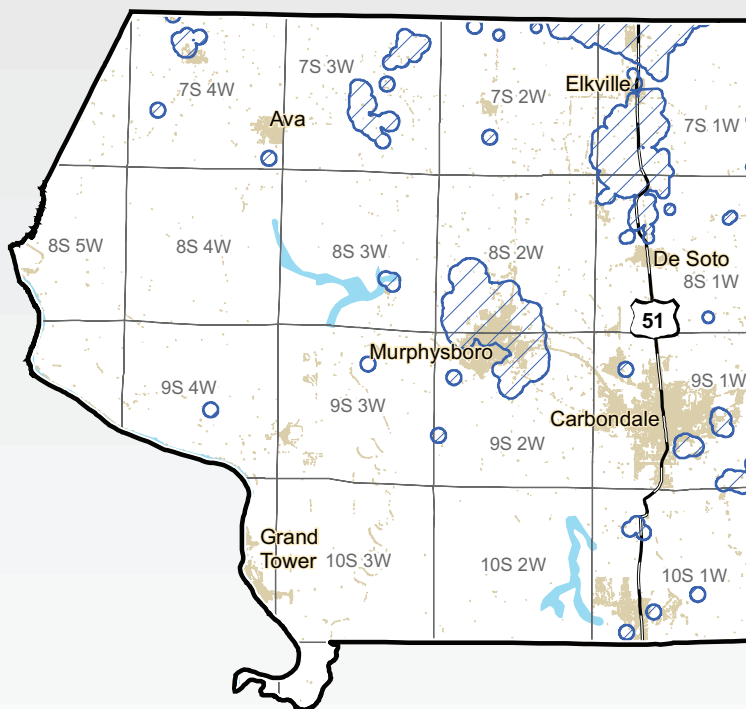 7S 3W
7S 4W
Elkville
7S 2W
Ava
7S 1W
8S 5W
8S 4W
8S 3W
8S 2W
De Soto
8S 1W
51
Murphysboro
9S 4W
9S 3W
9S 1W
Carbondale
9S 2W
Grand
Tower
10S 3W
10S 2W
10S 1W